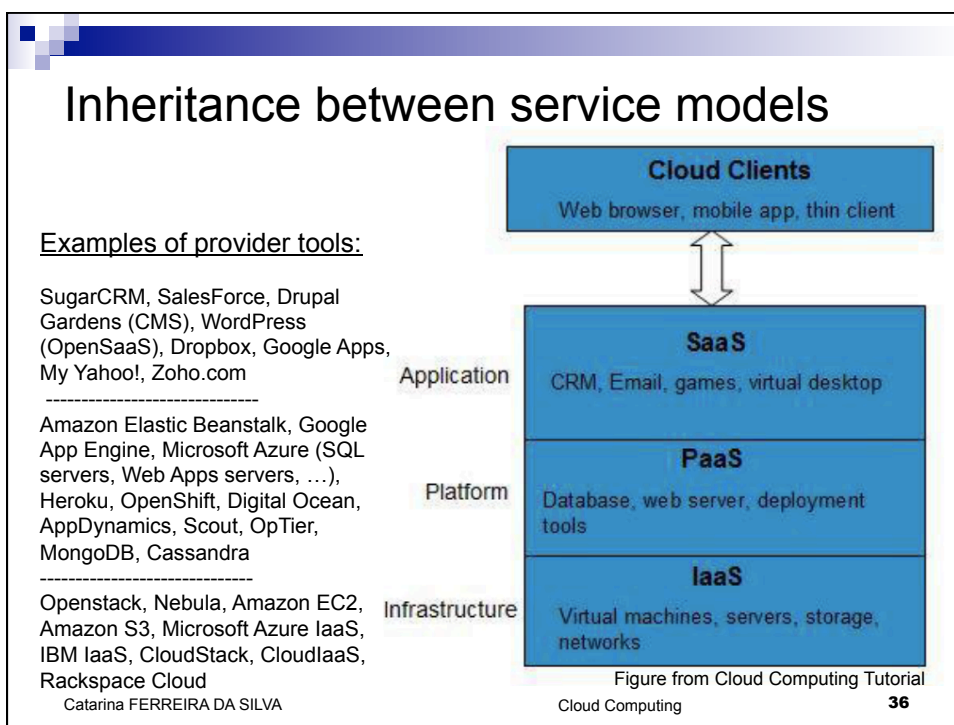 Inheritance between service models
Examples of provider tools:
SugarCRM, SalesForce, Drupal
Gardens (CMS), WordPress
(OpenSaaS), Dropbox, Google Apps,
My Yahoo!, Zoho.com
------------------------------
Amazon Elastic Beanstalk, Google
App Engine, Microsoft Azure (SQL
servers, Web Apps servers, …),
Heroku, OpenShift, Digital Ocean,
AppDynamics, Scout, OpTier,
MongoDB, Cassandra
------------------------------
Openstack, Nebula, Amazon EC2,
Amazon S3, Microsoft Azure IaaS,
IBM IaaS, CloudStack, CloudIaaS,
Rackspace Cloud
Cloud Clients
Web browser, mobile app, thin client
Application
SaaS
CRM, Email, games, virtual desktop
Platform
PaaS
Database, web server, deployment
tools
Infrastructure
IaaS
Virtual machines, servers, storage,
networks
Figure from Cloud Computing Tutorial
Catarina FERREIRA DA SILVA
Cloud Computing
36